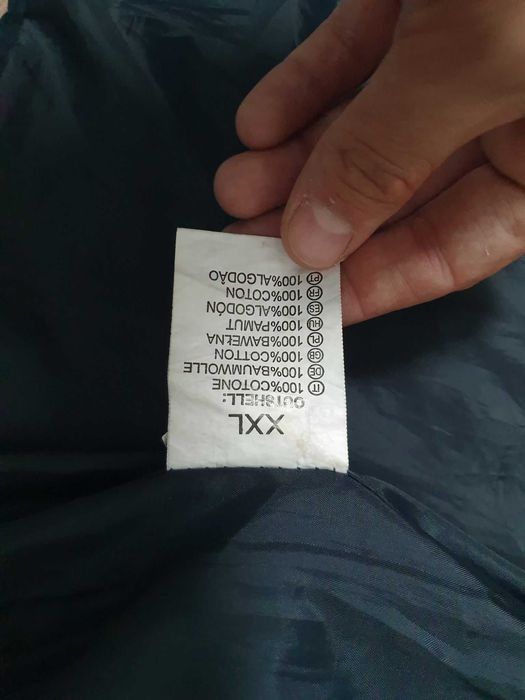 XXL
OUTSHELL:
IT 100%COTONE
DE 100%BAUMWOLLE
GB 100%COTTON
PL 100%BAWEŁNA
HU 100%PAMUT
ES 100%ALGODÓN
FR 100%COTON
PT 100%ALGODÃO